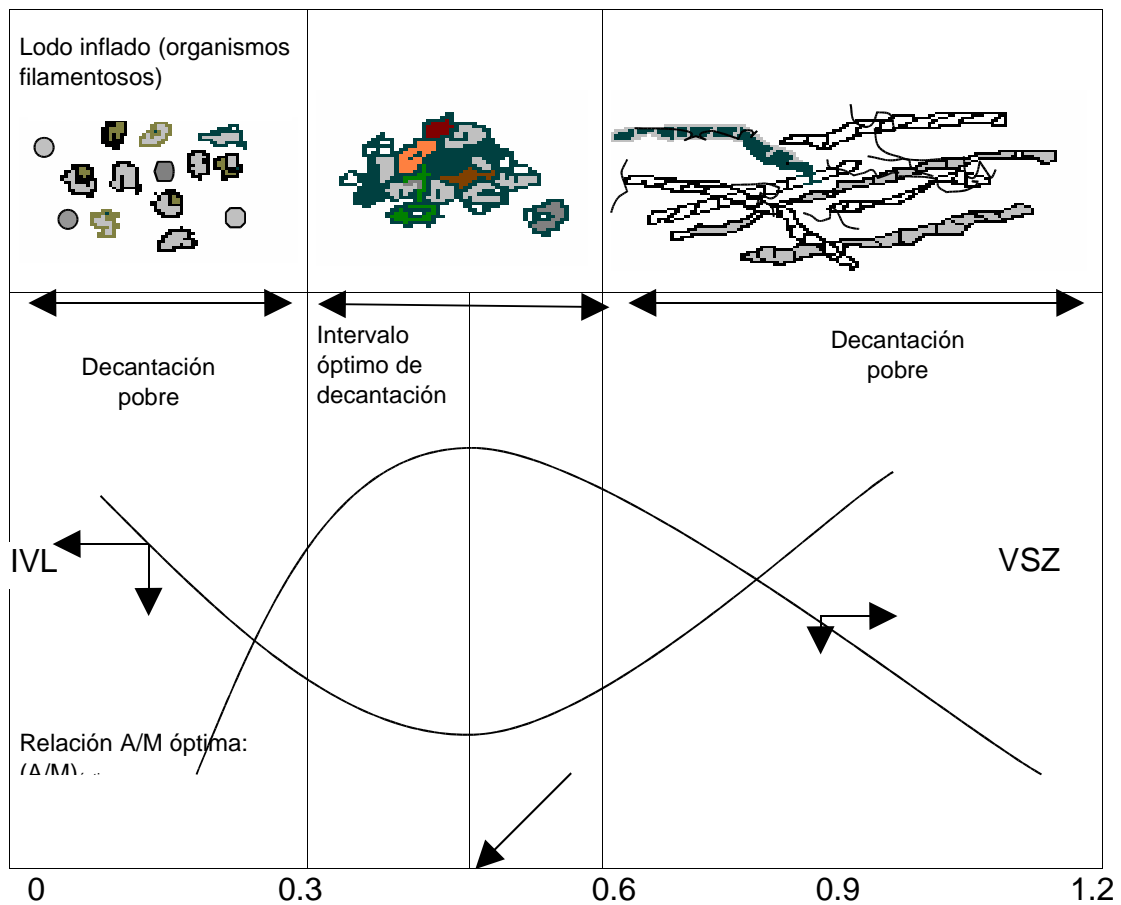 Lodo inflado (organismos
filamentosos)
Decantación
pobre
Intervalo
óptimo de
decantación
Decantación
pobre
IVL
VSZ
Relación A/M óptima:
(A/M)
0 0.3 0.6 0.9 1.2